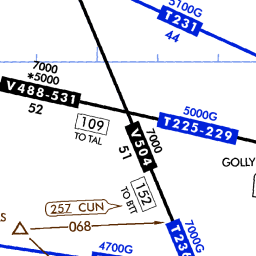 5100G
T231
44
7000
*5000
V488-531
52
109
TO TAL
7000
V504
51
5000G
T225-229
GOLLY
152
TO BTT
257 CUN
068
7000G
4700G